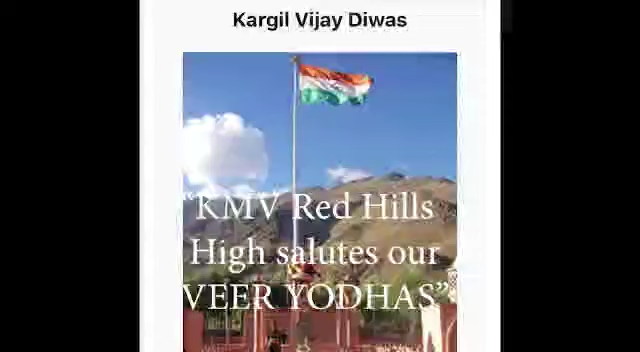 Kargil Vijay Diwas
“KMV Red Hills
High salutes our
VEER YODHAS”